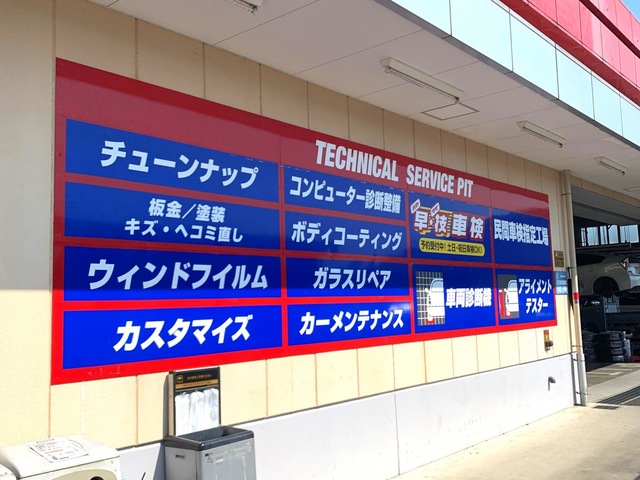 TECHNICAL SERVICE PIT
チューンナップ
板金／塗装
キズ・ヘコミ直し
ウィンドフイルム
カスタマイズ
コンピューター診断整備
ボディコーティング
ガラスリペア
カーメンテナンス
早技車検
予約受付中!土日・祝日車検OK!
車両診断機
民間車検指定工場
アライメント
テスター